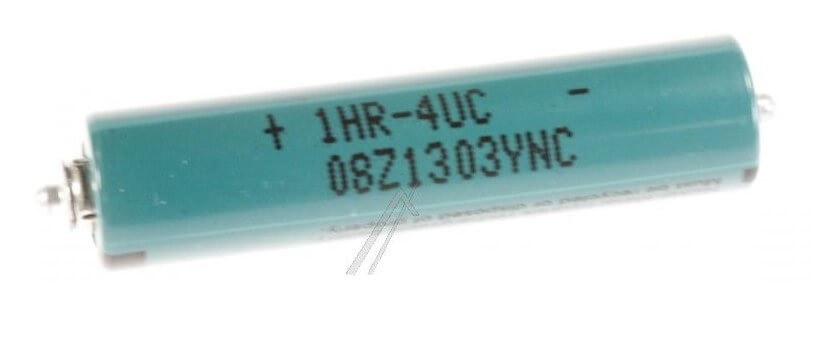 + 1HR-4UC -
08Z1303YNC